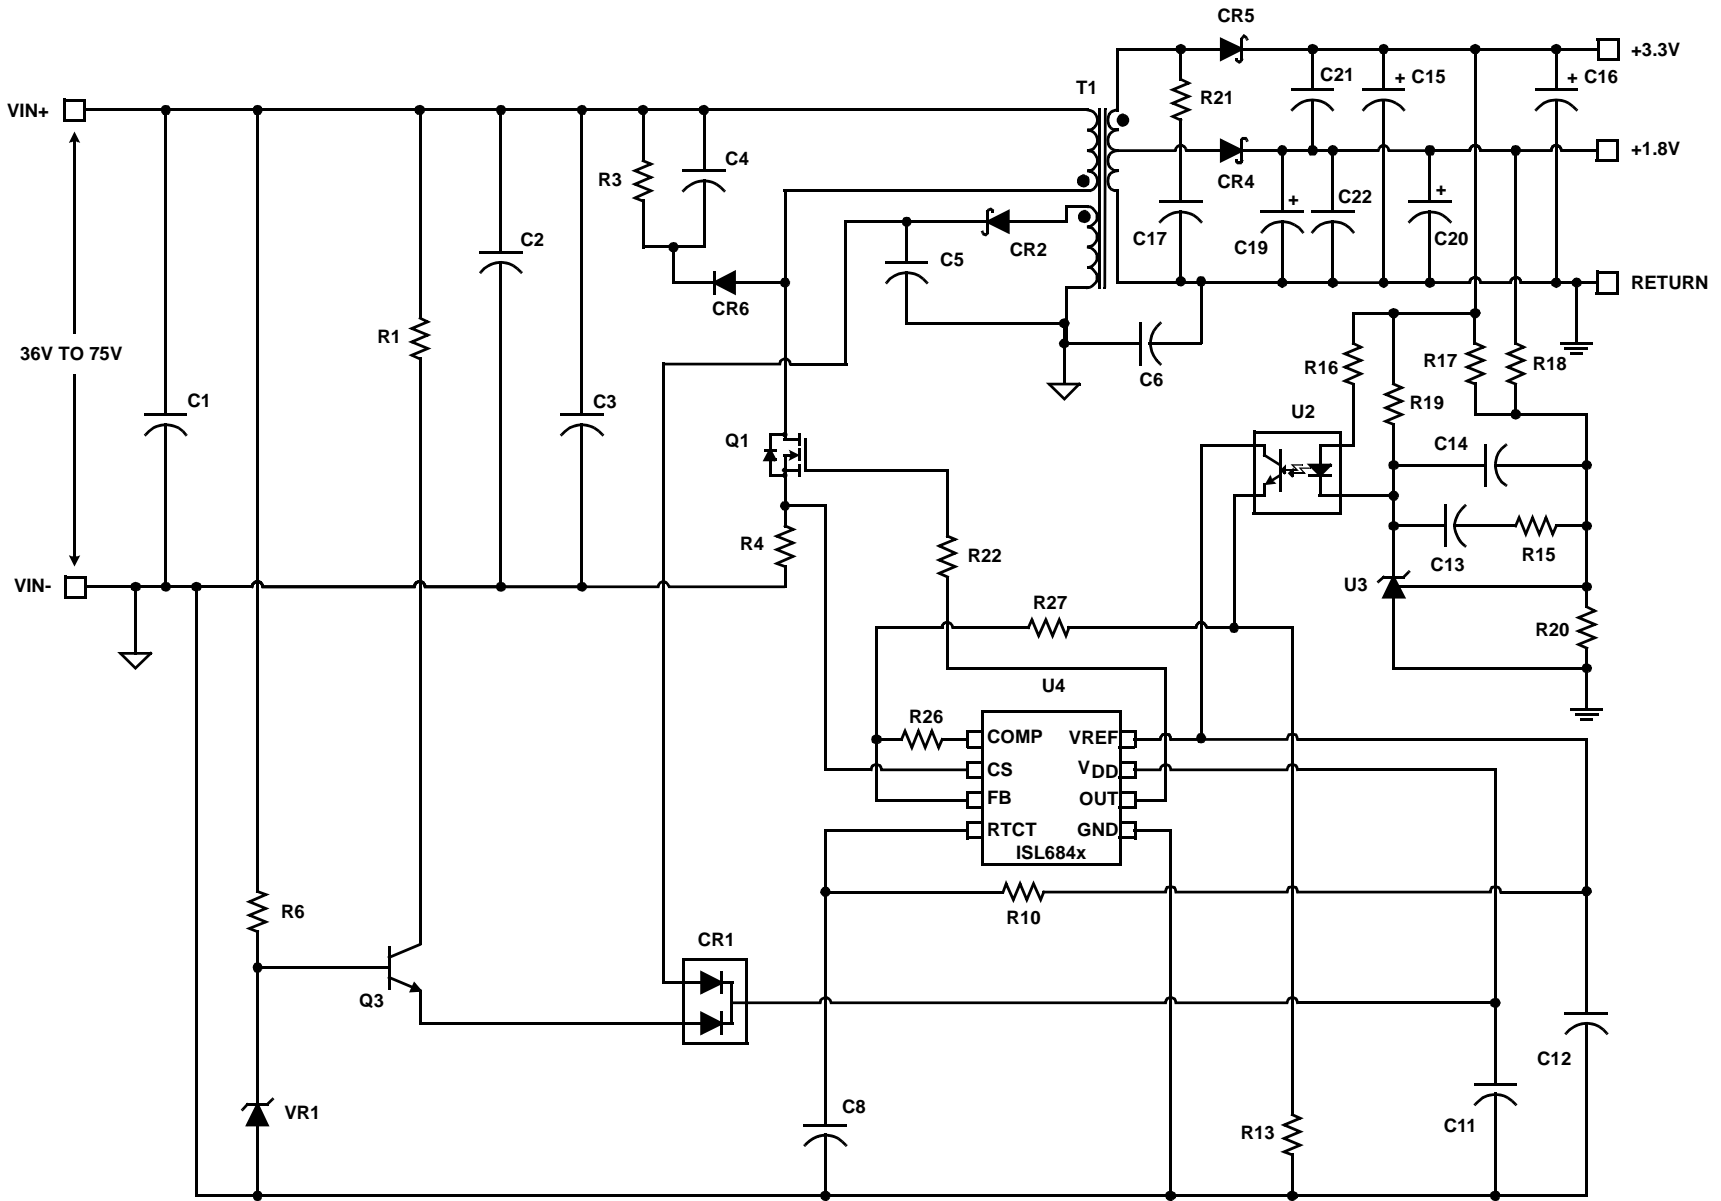 CR5
+3.3V
C21
+ C15
+ C16
T1
R21
VIN+
+1.8V
C4
R3
CR4
C22
+
+
C17
C19
C20
C2
C5
CR2
CR6
RETURN
R1
36V TO 75V
C6
R16
R17
R18
C1
C3
R19
U2
Q1
C14
R4
R22
C13
R15
VIN-
U3
R27
R20
U4
R26
COMP
VREF
CS
VDD
FB
OUT
RTCT
GND
ISL684x
R6
R10
CR1
Q3
C12
VR1
C8
C11
R13